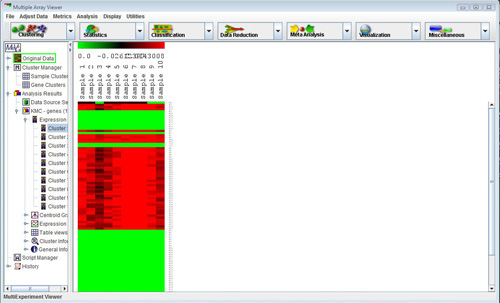 Multiple Array Viewer
File Adjust Data Metrics Analysis Display Utilities
Clustering Statistics Classification Data Reduction Meta Analysis Visualization Miscellaneous
MeV
Original Data
Cluster Manager
Sample Clusters
Gene Clusters
Analysis Results
Data Source Se
KMC - genes (1
Expression
Cluster
Cluster
Cluster
Cluster
Cluster
Cluster
Cluster
Cluster
Cluster
Cluster
Centroid Gr
Expression
Table views
Cluster Info
General Info
Script Manager
History
0.0
sample 1
sample 2
sample 3
sample 4
sample 5
sample 6
sample 7
sample 8
sample 9
sample 10
MultiExperiment Viewer